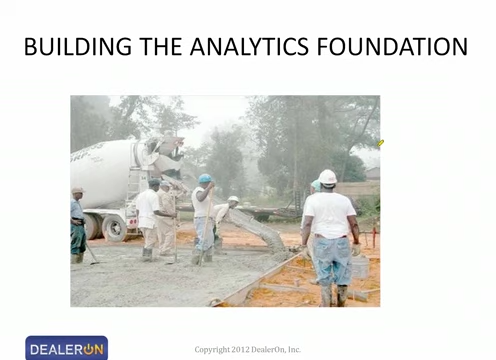 BUILDING THE ANALYTICS FOUNDATION
DEALERON
Copyright 2012 DealerOn, Inc.